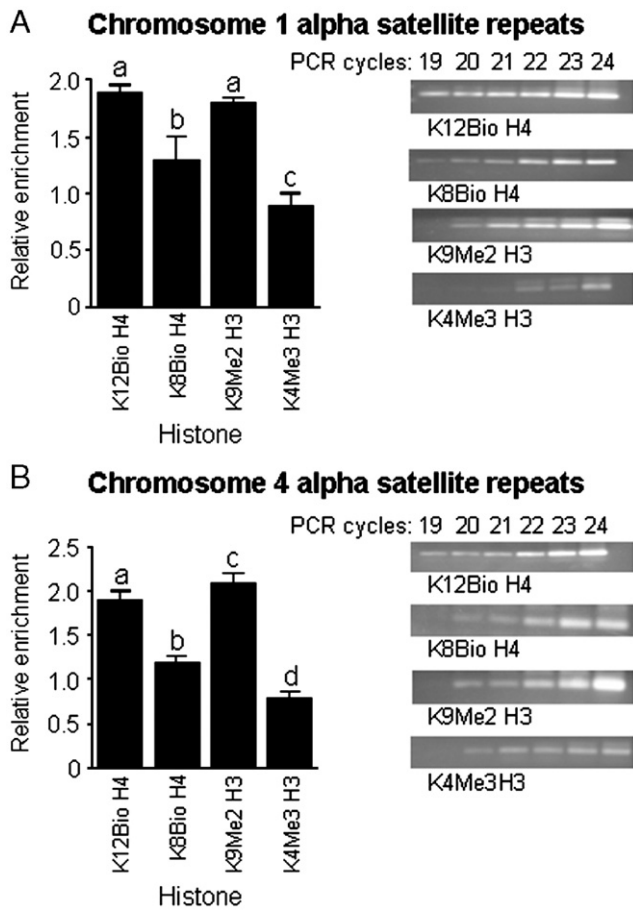 A Chromosome 1 alpha satellite repeats
PCR cycles: 19 20 21 22 23 24
Relative enrichment
2.0
1.5
1.0
0.5
0
a
b
a
c
K12Bio H4
K8Bio H4
K9Me2 H3
K4Me3 H3
Histone
K12Bio H4
K8Bio H4
K9Me2 H3
K4Me3 H3
B Chromosome 4 alpha satellite repeats
PCR cycles: 19 20 21 22 23 24
Relative enrichment
2.5
2.0
1.5
1.0
0.5
0
a
b
c
d
K12Bio H4
K8Bio H4
K9Me2 H3
K4Me3 H3
Histone
K12Bio H4
K8Bio H4
K9Me2 H3
K4Me3H3